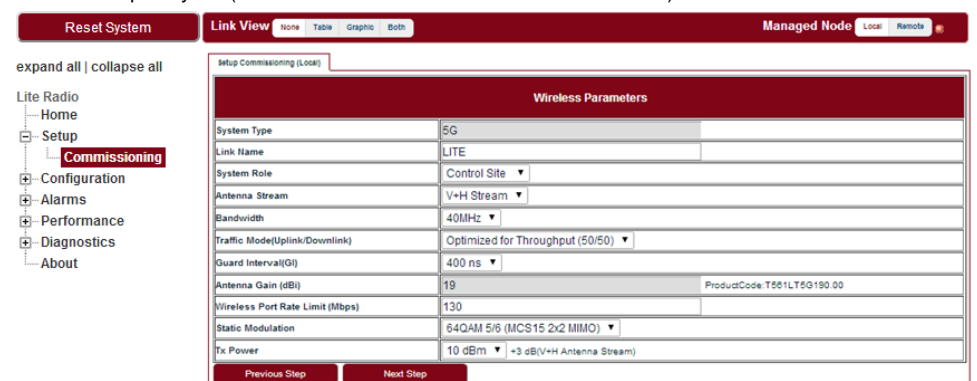 Reset System
Link View None Table Graphic Both
Managed Node Local Remote
expand all | collapse all
Lite Radio
Home
Setup
Commissioning
Configuration
Alarms
Performance
Diagnostics
About
Setup Commissioning (Local)
Wireless Parameters
System Type 5G
Link Name LITE
System Role Control Site
Antenna Stream V+H Stream
Bandwidth 40MHz
Traffic Mode(Uplink/Downlink) Optimized for Throughput (50/50)
Guard Interval(GI) 400 ns
Antenna Gain (dBi) 19 ProductCode:T561LT5G190.00
Wireless Port Rate Limit (Mbps) 130
Static Modulation 64QAM 5/6 (MCS15 2x2 MIMO)
Tx Power 10 dBm +3 dB(V+H Antenna Stream)
Previous Step Next Step